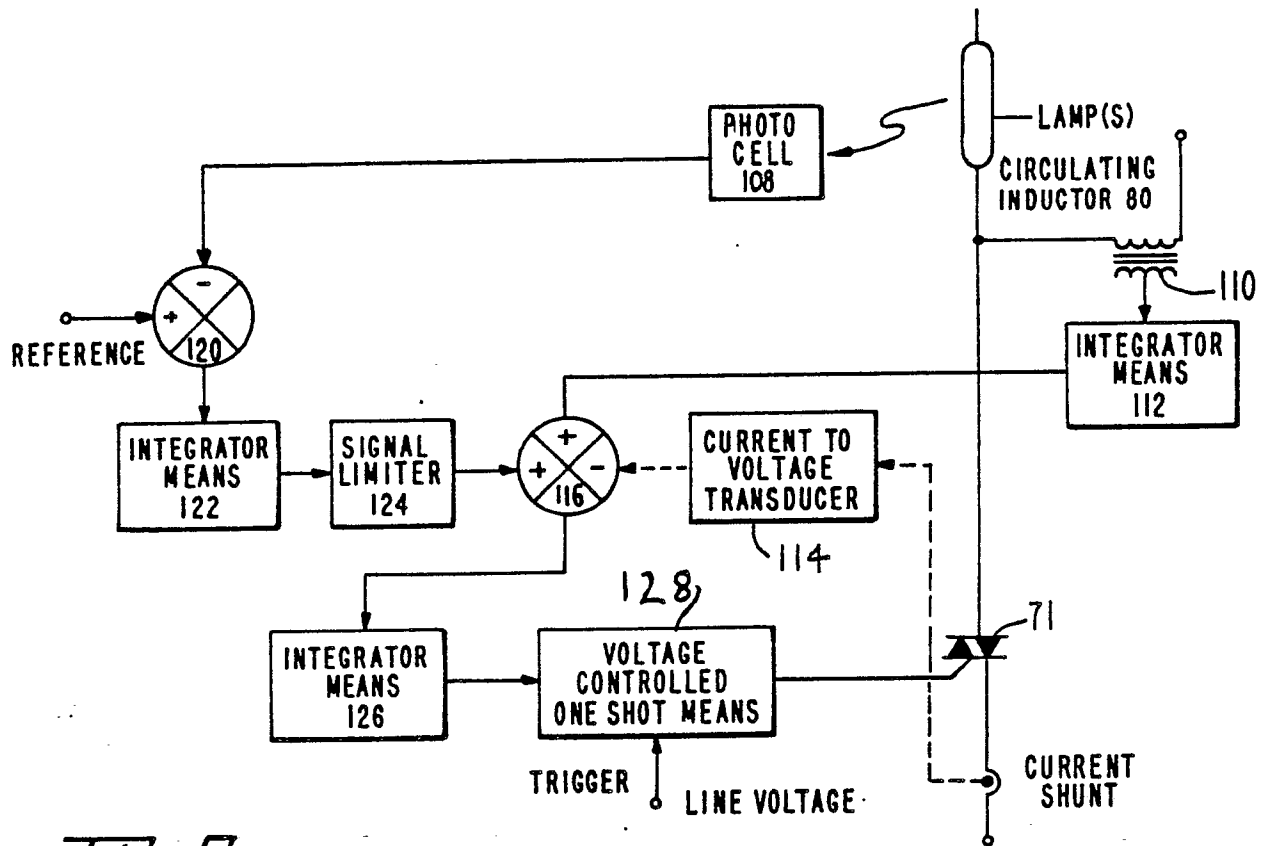 PHOTO
CELL
108
LAMP(S)
CIRCULATING
INDUCTOR 80
110
-
+
120
REFERENCE
INTEGRATOR
MEANS
112
INTEGRATOR
MEANS
122
SIGNAL
LIMITER
124
+
+ -
116
CURRENT TO
VOLTAGE
TRANSDUCER
114
128
71
INTEGRATOR
MEANS
126
VOLTAGE
CONTROLLED
ONE SHOT MEANS
TRIGGER
LINE VOLTAGE
CURRENT
SHUNT